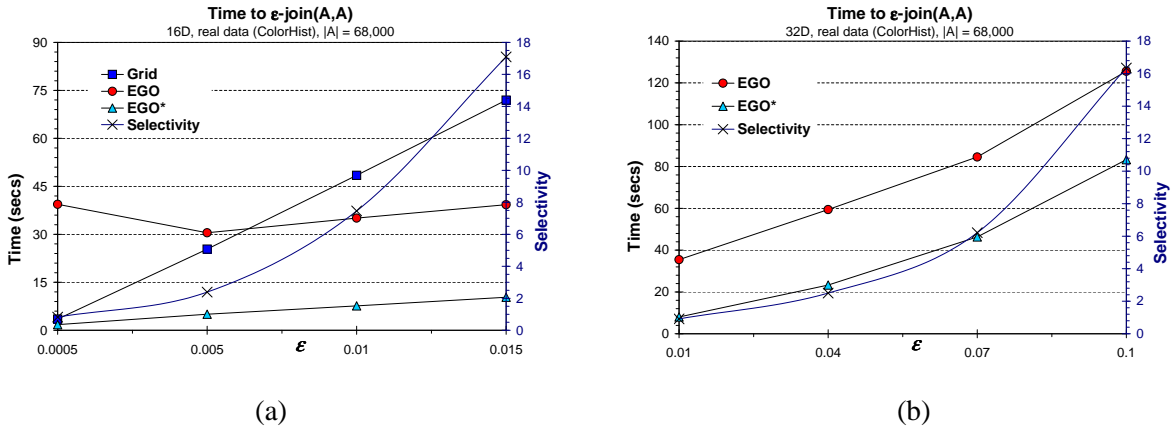 Time to ε-join(A,A)
16D, real data (ColorHist), |A| = 68,000
90
75
60
45
30
15
0
Time (secs)
Grid
EGO
EGO*
Selectivity
18
16
14
12
10
8
6
4
2
0
Selectivity
0.0005
0.005
0.01
0.015
ε
(a)
Time to ε-join(A,A)
32D, real data (ColorHist), |A| = 68,000
140
120
100
80
60
40
20
0
Time (secs)
EGO
EGO*
Selectivity
18
16
14
12
10
8
6
4
2
0
Selectivity
0.01
0.04
0.07
0.1
ε
(b)